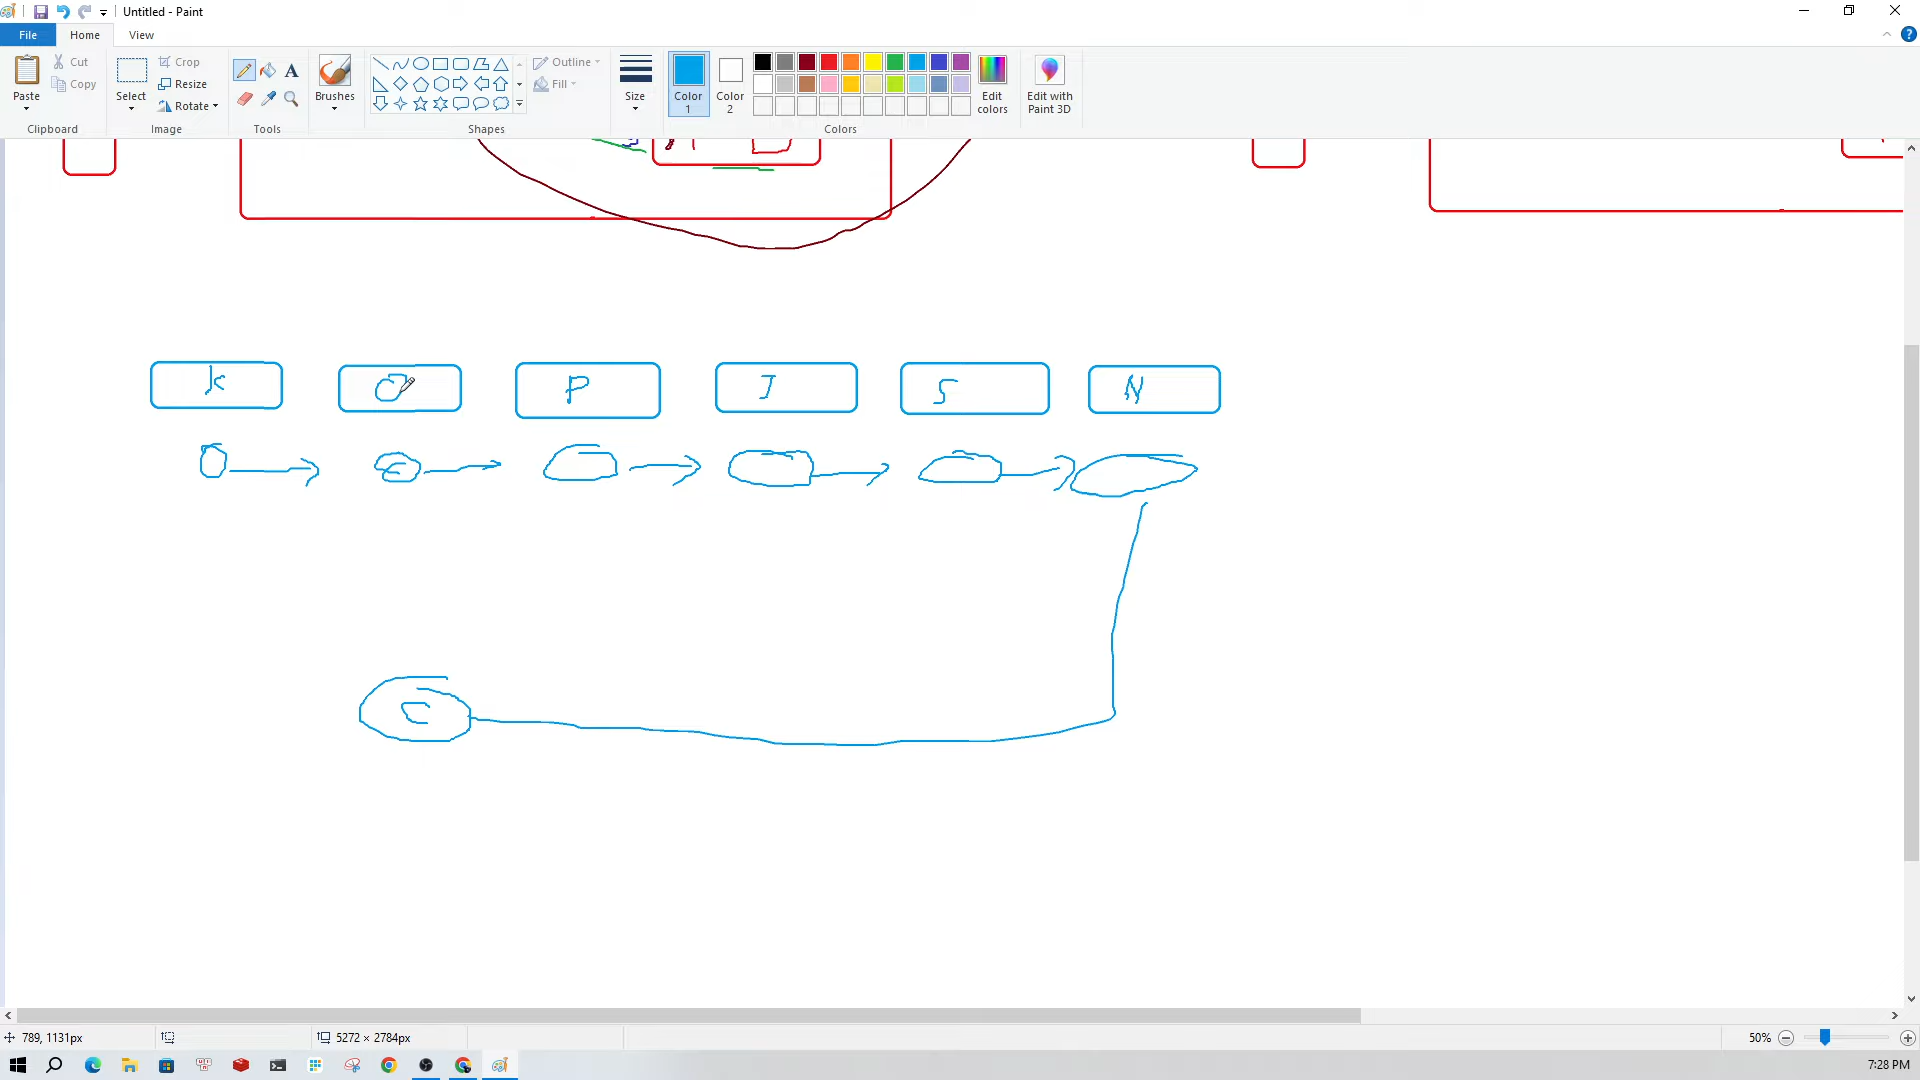 Untitled - Paint
File Home View
Paste
Cut
Copy
Clipboard
Select
Crop
Resize
Rotate
Image
Tools
Brushes
Shapes
Outline
Fill
Size
Color 1
Color 2
Edit colors
Colors
Edit with Paint 3D
K
P
I
S
N
C
C
789, 1131px
5272 × 2784px
50%
7:28 PM